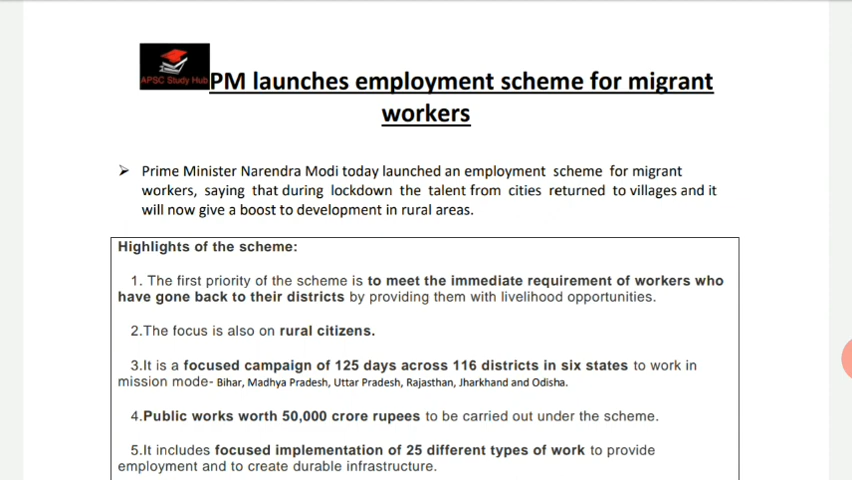 APSC Study Hub
PM launches employment scheme for migrant
workers
➢ Prime Minister Narendra Modi today launched an employment scheme for migrant
workers, saying that during lockdown the talent from cities returned to villages and it
will now give a boost to development in rural areas.
Highlights of the scheme:
1. The first priority of the scheme is to meet the immediate requirement of workers who
have gone back to their districts by providing them with livelihood opportunities.
2.The focus is also on rural citizens.
3.It is a focused campaign of 125 days across 116 districts in six states to work in
mission mode- Bihar, Madhya Pradesh, Uttar Pradesh, Rajasthan, Jharkhand and Odisha.
4.Public works worth 50,000 crore rupees to be carried out under the scheme.
5.It includes focused implementation of 25 different types of work to provide
employment and to create durable infrastructure.